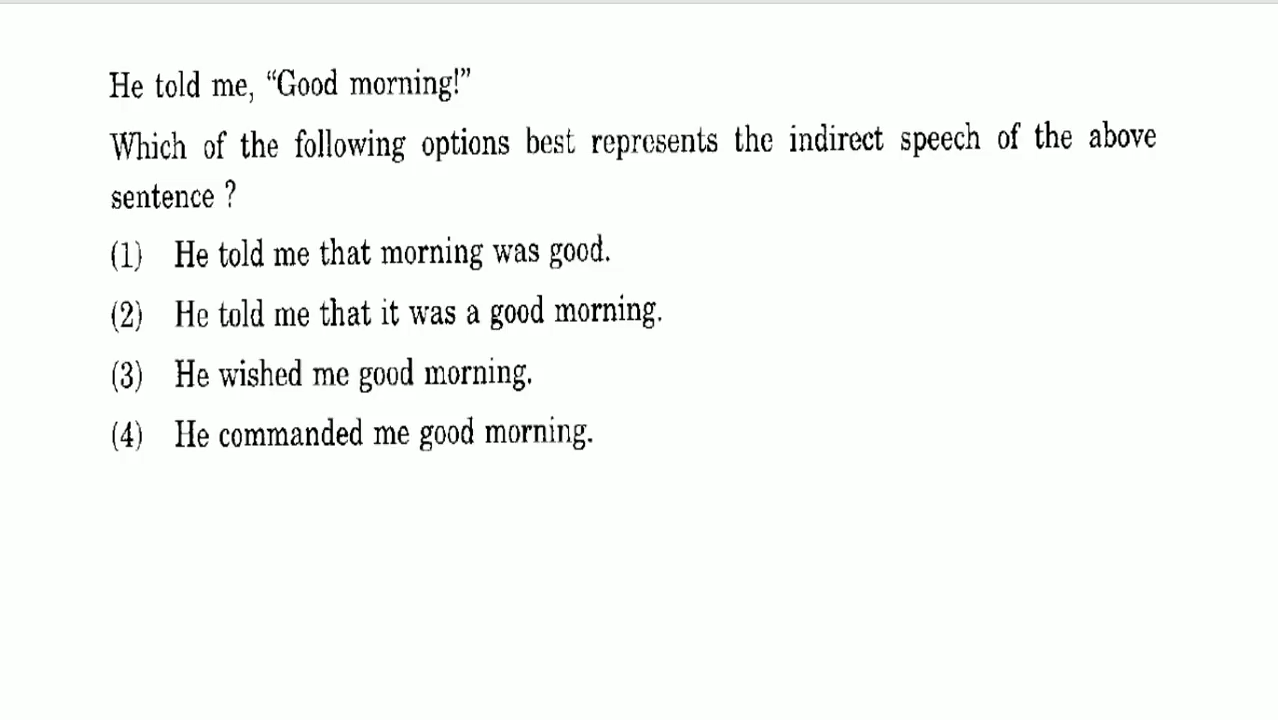 He told me, “Good morning!”
Which of the following options best represents the indirect speech of the above
sentence ?
(1) He told me that morning was good.
(2) He told me that it was a good morning.
(3) He wished me good morning.
(4) He commanded me good morning.